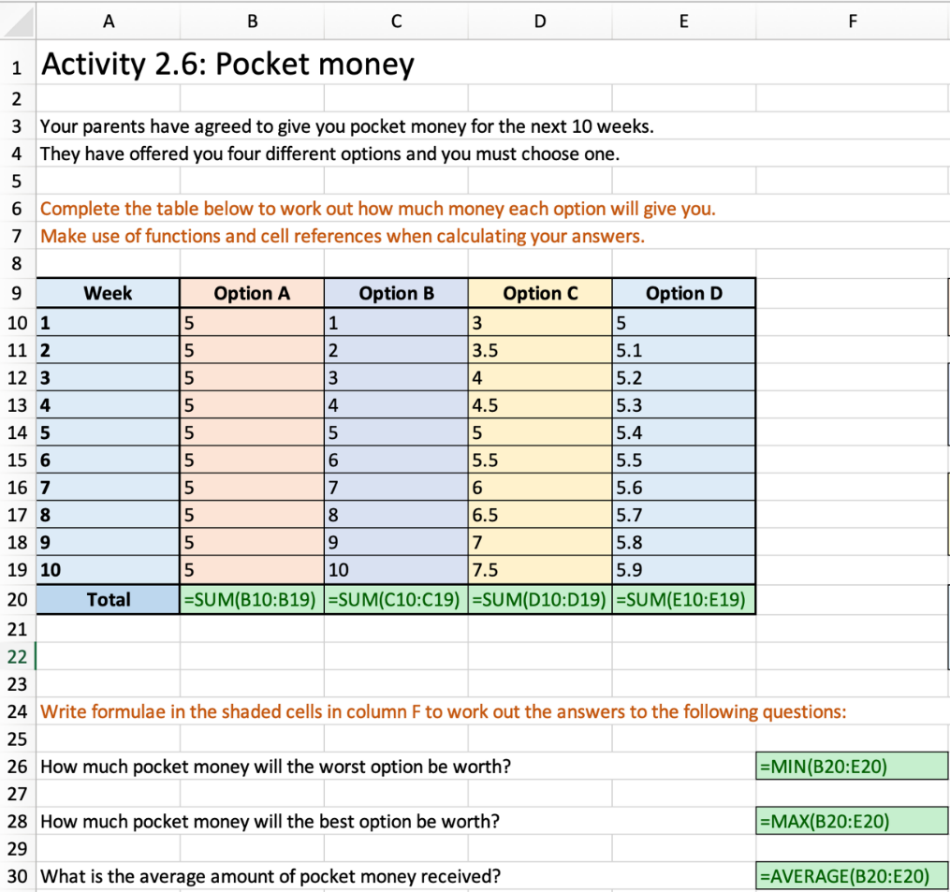 A B C D E F
1 Activity 2.6: Pocket money
2
3 Your parents have agreed to give you pocket money for the next 10 weeks.
4 They have offered you four different options and you must choose one.
5
6 Complete the table below to work out how much money each option will give you.
7 Make use of functions and cell references when calculating your answers.
8
9 Week Option A Option B Option C Option D
10 1 5 1 3 5
11 2 5 2 3.5 5.1
12 3 5 3 4 5.2
13 4 5 4 4.5 5.3
14 5 5 5 5 5.4
15 6 5 6 5.5 5.5
16 7 5 7 6 5.6
17 8 5 8 6.5 5.7
18 9 5 9 7 5.8
19 10 5 10 7.5 5.9
20 Total =SUM(B10:B19) =SUM(C10:C19) =SUM(D10:D19) =SUM(E10:E19)
21
22
23
24 Write formulae in the shaded cells in column F to work out the answers to the following questions:
25
26 How much pocket money will the worst option be worth? =MIN(B20:E20)
27
28 How much pocket money will the best option be worth? =MAX(B20:E20)
29
30 What is the average amount of pocket money received? =AVERAGE(B20:E20)